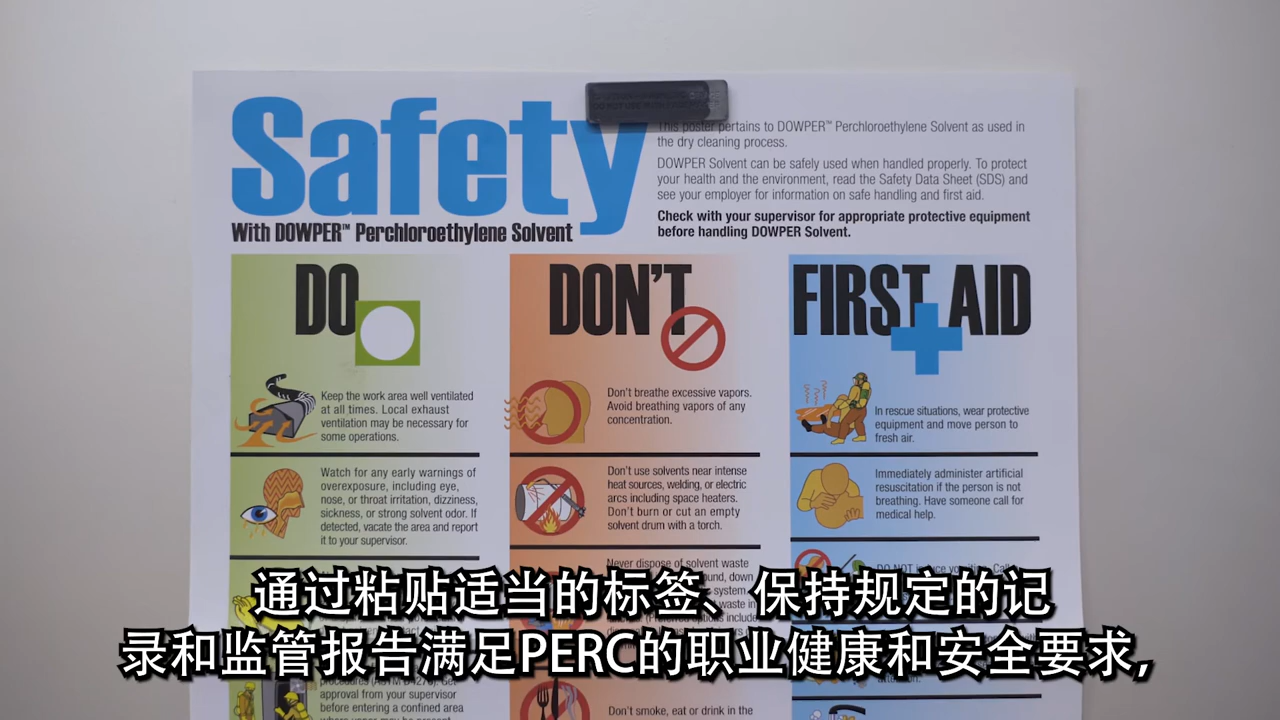 Safety
With DOWPER™ Perchloroethylene Solvent
This poster pertains to DOWPER™ Perchloroethylene Solvent as used in
the dry cleaning process.
DOWPER Solvent can be safely used when handled properly. To protect
your health and the environment, read the Safety Data Sheet (SDS) and
see your employer for information on safe handling and first aid.
Check with your supervisor for appropriate protective equipment
before handling DOWPER Solvent.
DO
Keep the work area well ventilated
at all times. Local exhaust
ventilation may be necessary for
some operations.
Watch for any early warnings of
overexposure, including eye,
nose, or throat irritation, dizziness,
sickness, or strong solvent odor. If
detected, vacate the area and report
it to your supervisor.
approval from your supervisor
before entering a confined area
DON'T
Don't breathe excessive vapors.
Avoid breathing vapors of any
concentration.
Don't use solvents near intense
heat sources, welding, or electric
arcs including space heaters.
Don't burn or cut an empty
solvent drum with a torch.
Never dispose of solvent waste
Don't smoke, eat or drink in the
FIRST AID
In rescue situations, wear protective
equipment and move person to
fresh air.
Immediately administer artificial
resuscitation if the person is not
breathing. Have someone call for
medical help.
通过粘贴适当的标签、保持规定的记
录和监管报告满足PERC的职业健康和安全要求,